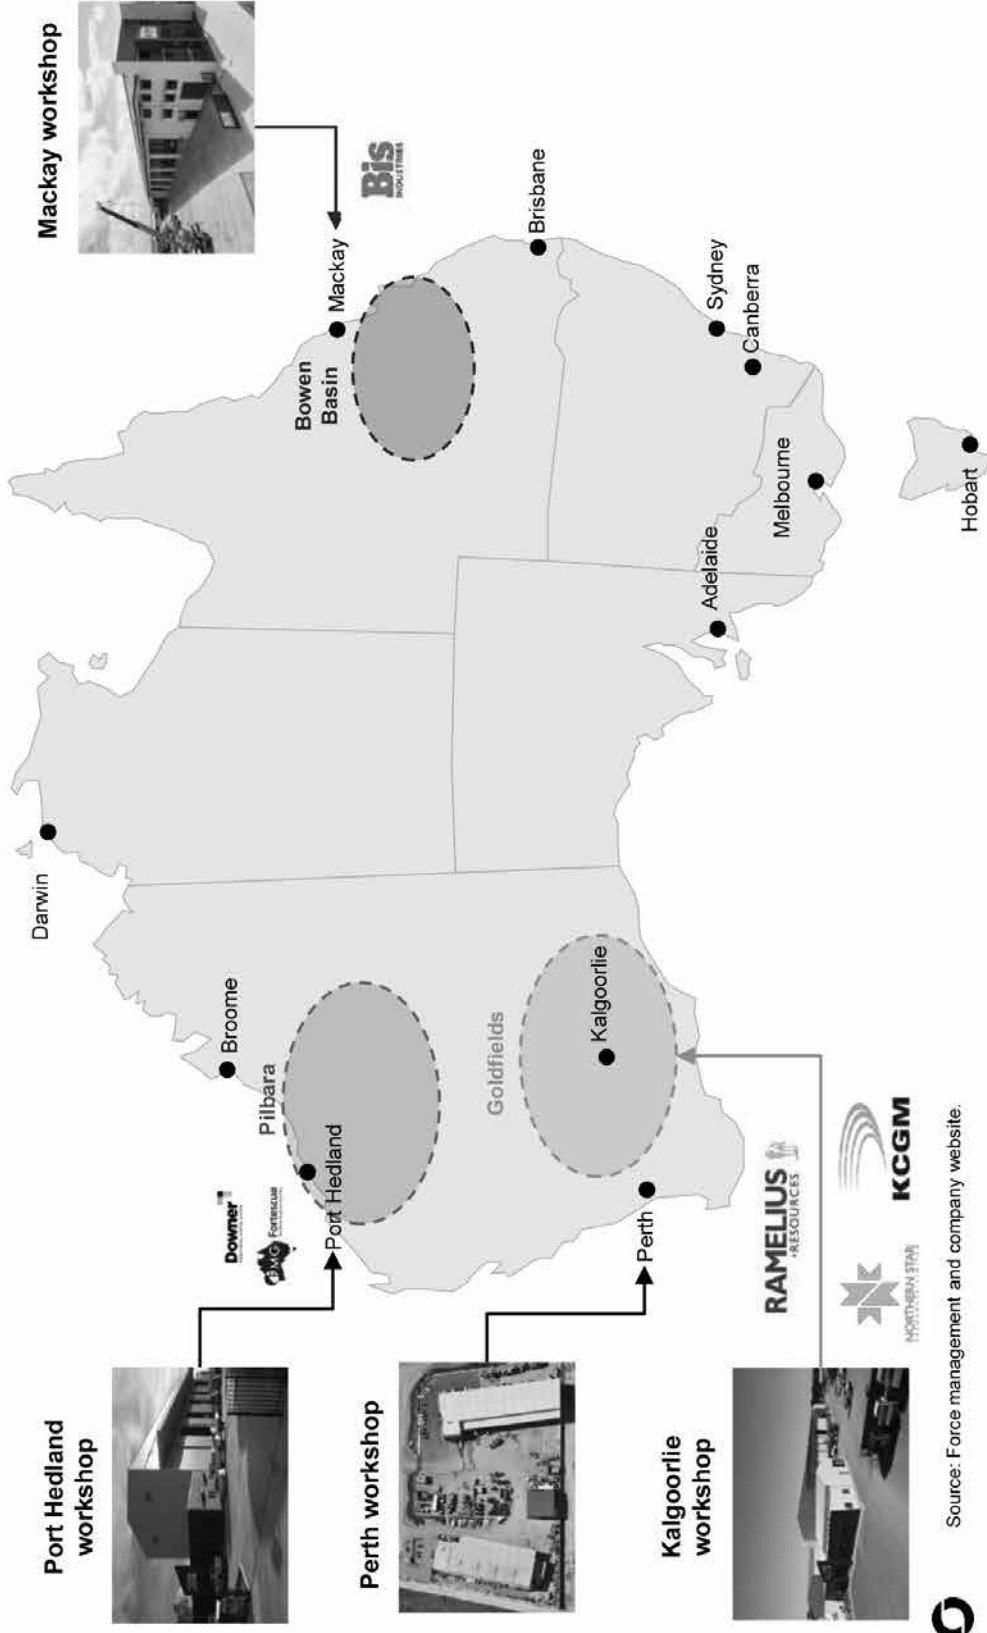 Port Hedland
workshop
Perth workshop
Kalgoorlie
workshop
Mackay workshop
Downer
FMG Fortescue
Bis
INDUSTRIES
RAMELIUS
RESOURCES
NORTHERN STAR
KCGM
Darwin
Broome
Pilbara
Port Hedland
Goldfields
Kalgoorlie
Perth
Bowen
Basin
Mackay
Brisbane
Sydney
Canberra
Melbourne
Adelaide
Hobart
Source: Force management and company website.